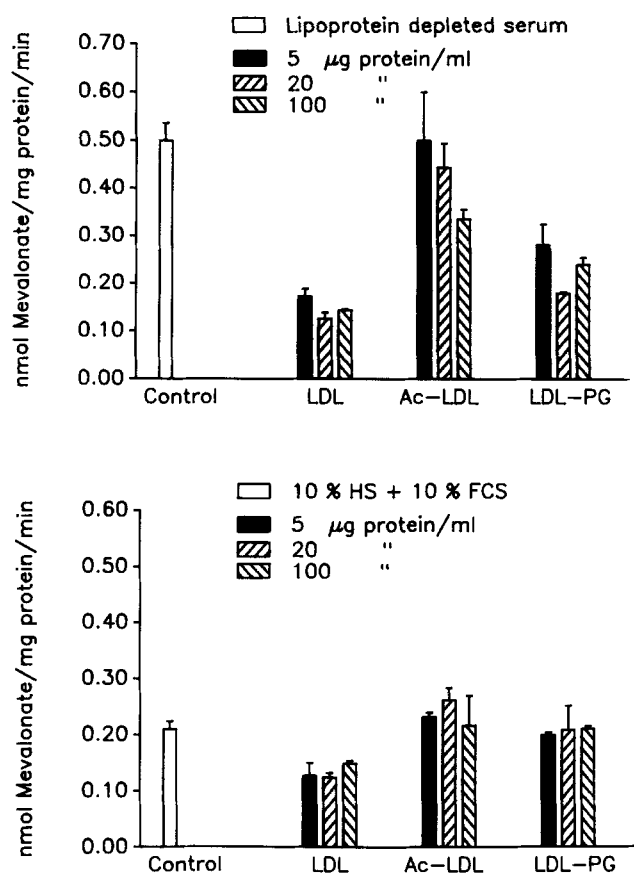 Lipoprotein depleted serum
5 μg protein/ml
20 "
100 "
nmol Mevalonate/mg protein/min
0.70
0.60
0.50
0.40
0.30
0.20
0.10
0.00
Control LDL Ac-LDL LDL-PG
10 % HS + 10 % FCS
5 μg protein/ml
20 "
100 "
nmol Mevalonate/mg protein/min
0.60
0.50
0.40
0.30
0.20
0.10
0.00
Control LDL Ac-LDL LDL-PG